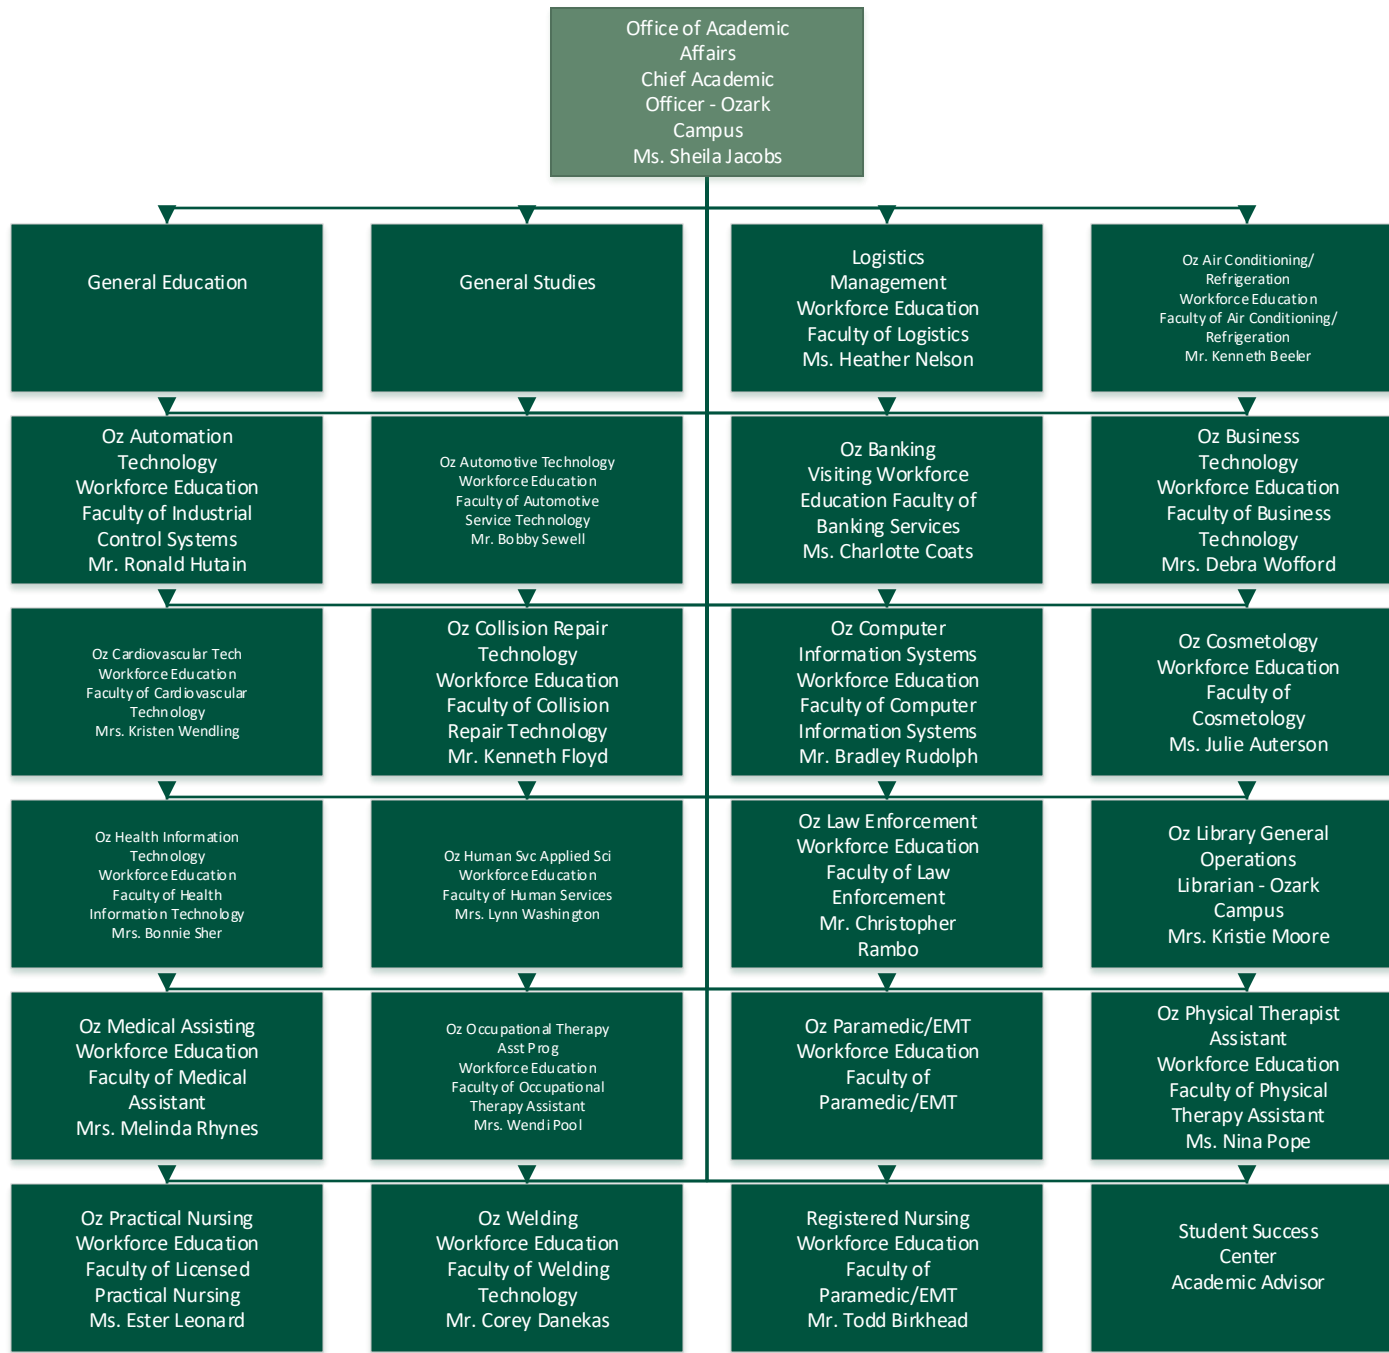 Office of Academic
Affairs
Chief Academic
Officer - Ozark
Campus
Ms. Sheila Jacobs
General Education
General Studies
Logistics
Management
Workforce Education
Faculty of Logistics
Ms. Heather Nelson
Oz Air Conditioning/
Refrigeration
Workforce Education
Faculty of Air Conditioning/
Refrigeration
Mr. Kenneth Beeler
Oz Automation
Technology
Workforce Education
Faculty of Industrial
Control Systems
Mr. Ronald Hutain
Oz Automotive Technology
Workforce Education
Faculty of Automotive
Service Technology
Mr. Bobby Sewell
Oz Banking
Visiting Workforce
Education Faculty of
Banking Services
Ms. Charlotte Coats
Oz Business
Technology
Workforce Education
Faculty of Business
Technology
Mrs. Debra Wofford
Oz Cardiovascular Tech
Workforce Education
Faculty of Cardiovascular
Technology
Mrs. Kristen Wendling
Oz Collision Repair
Technology
Workforce Education
Faculty of Collision
Repair Technology
Mr. Kenneth Floyd
Oz Computer
Information Systems
Workforce Education
Faculty of Computer
Information Systems
Mr. Bradley Rudolph
Oz Cosmetology
Workforce Education
Faculty of
Cosmetology
Ms. Julie Auterson
Oz Health Information
Technology
Workforce Education
Faculty of Health
Information Technology
Mrs. Bonnie Sher
Oz Human Svc Applied Sci
Workforce Education
Faculty of Human Services
Mrs. Lynn Washington
Oz Law Enforcement
Workforce Education
Faculty of Law
Enforcement
Mr. Christopher
Rambo
Oz Library General
Operations
Librarian - Ozark
Campus
Mrs. Kristie Moore
Oz Medical Assisting
Workforce Education
Faculty of Medical
Assistant
Mrs. Melinda Rhynes
Oz Occupational Therapy
Asst Prog
Workforce Education
Faculty of Occupational
Therapy Assistant
Mrs. Wendi Pool
Oz Paramedic/EMT
Workforce Education
Faculty of
Paramedic/EMT
Oz Physical Therapist
Assistant
Workforce Education
Faculty of Physical
Therapy Assistant
Ms. Nina Pope
Oz Practical Nursing
Workforce Education
Faculty of Licensed
Practical Nursing
Ms. Ester Leonard
Oz Welding
Workforce Education
Faculty of Welding
Technology
Mr. Corey Danekas
Registered Nursing
Workforce Education
Faculty of
Paramedic/EMT
Mr. Todd Birkhead
Student Success
Center
Academic Advisor